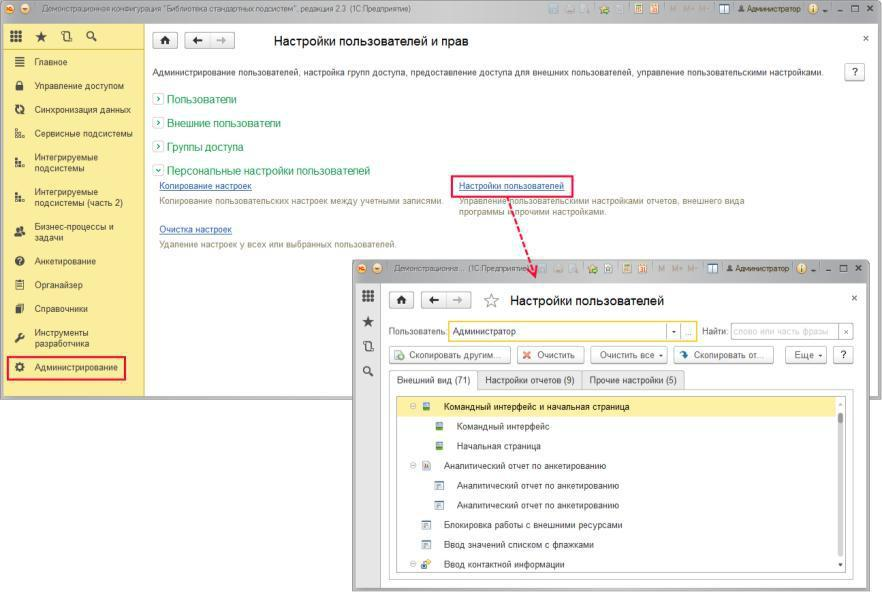 Демонстрационная конфигурация "Библиотека стандартных подсистем", редакция 2.3 (1С:Предприятие)
M M+ M-
Администратор
Настройки пользователей и прав
Главное
Управление доступом
Синхронизация данных
Сервисные подсистемы
Интегрируемые
подсистемы
Интегрируемые
подсистемы (часть 2)
Бизнес-процессы и
задачи
Анкетирование
Органайзер
Справочники
Инструменты
разработчика
Администрирование
Администрирование пользователей, настройка групп доступа, предоставление доступа для внешних пользователей, управление пользовательскими настройками.
?
Пользователи
Внешние пользователи
Группы доступа
Персональные настройки пользователей
Копирование настроек
Копирование пользовательских настроек между учетными записями.
Настройки пользователей
Управление пользовательскими настройками отчетов, внешнего вида
программы и прочими настройками.
Очистка настроек
Удаление настроек у всех или выбранных пользователей.
Демонстрационна... (1С:Предприятие)
M M+ M-
Администратор
Настройки пользователей
Пользователь: Администратор
...
Найти: слово или часть фразы ×
Скопировать другим...
Очистить
Очистить все
Скопировать от...
Еще
?
Внешний вид (71)
Настройки отчетов (9)
Прочие настройки (5)
Командный интерфейс и начальная страница
Командный интерфейс
Начальная страница
Аналитический отчет по анкетированию
Аналитический отчет по анкетированию
Аналитический отчет по анкетированию
Блокировка работы с внешними ресурсами
Ввод значений списком с флажками
Ввод контактной информации